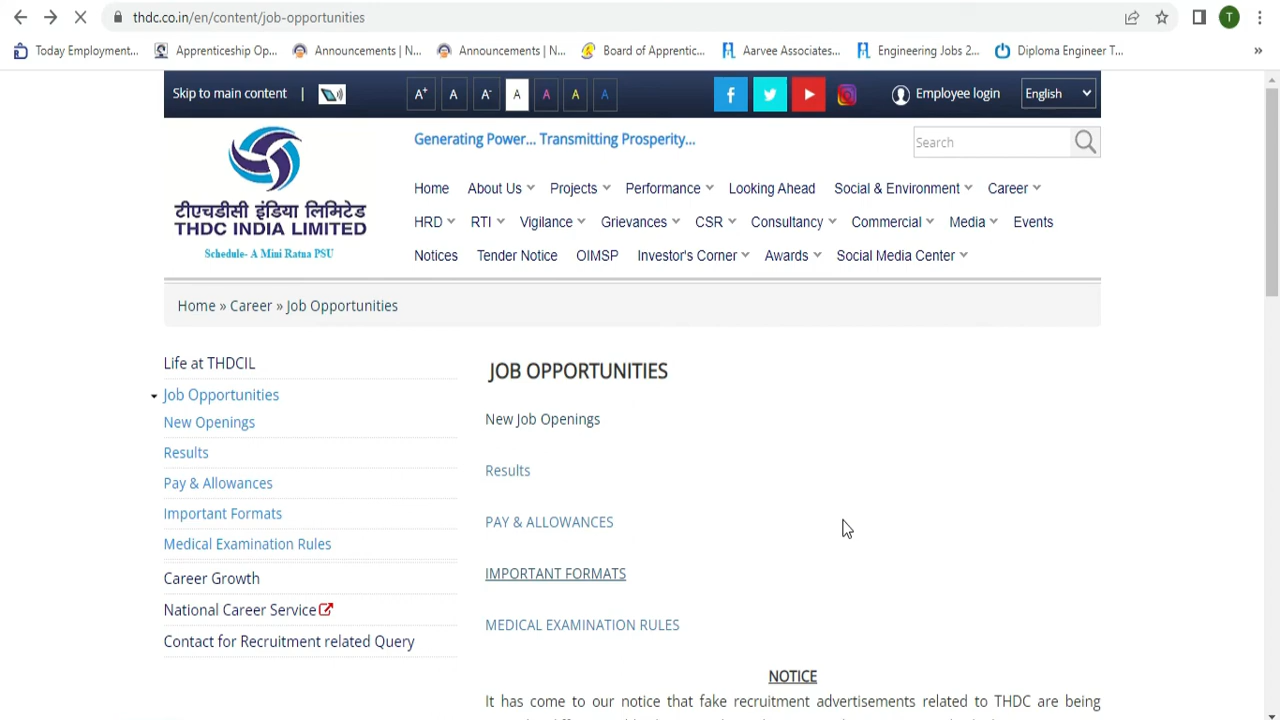 thdc.co.in/en/content/job-opportunities
T
Today Employment... Apprenticeship Op... Announcements | N... Announcements | N... Board of Apprentic... Aarvee Associates... Engineering Jobs 2... Diploma Engineer T... »
Skip to main content | A+ A A- A A A A Employee login English
Generating Power... Transmitting Prosperity...
Search
टीएचडीसी इंडिया लिमिटेड
THDC INDIA LIMITED
Schedule- A Mini Ratna PSU
Home About Us Projects Performance Looking Ahead Social & Environment Career
HRD RTI Vigilance Grievances CSR Consultancy Commercial Media Events
Notices Tender Notice OIMSP Investor's Corner Awards Social Media Center
Home » Career » Job Opportunities
Life at THDCIL
Job Opportunities
New Openings
Results
Pay & Allowances
Important Formats
Medical Examination Rules
Career Growth
National Career Service
Contact for Recruitment related Query
JOB OPPORTUNITIES
New Job Openings
Results
PAY & ALLOWANCES
IMPORTANT FORMATS
MEDICAL EXAMINATION RULES
NOTICE
It has come to our notice that fake recruitment advertisements related to THDC are being